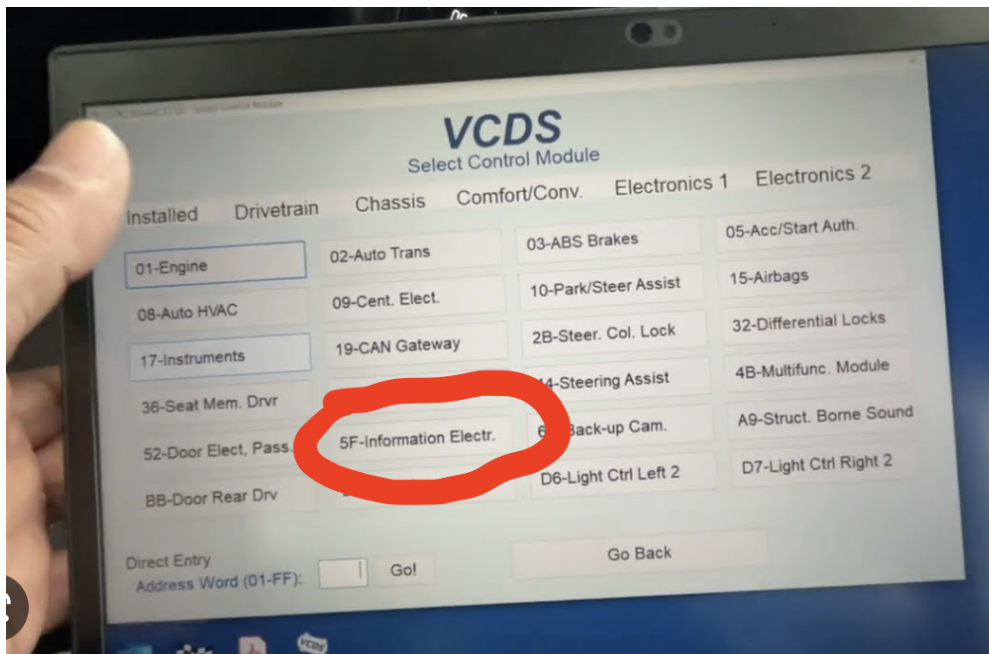 VCDS
Select Control Module
Installed Drivetrain Chassis Comfort/Conv. Electronics 1 Electronics 2
01-Engine 02-Auto Trans 03-ABS Brakes 05-Acc/Start Auth.
08-Auto HVAC 09-Cent. Elect. 10-Park/Steer Assist 15-Airbags
17-Instruments 19-CAN Gateway 2B-Steer. Col. Lock 32-Differential Locks
36-Seat Mem. Drvr -Steering Assist 4B-Multifunc. Module
52-Door Elect, Pass. 5F-Information Electr. Back-up Cam. A9-Struct. Borne Sound
BB-Door Rear Drv D6-Light Ctrl Left 2 D7-Light Ctrl Right 2
Direct Entry
Address Word (01-FF): Go! Go Back
VCDS